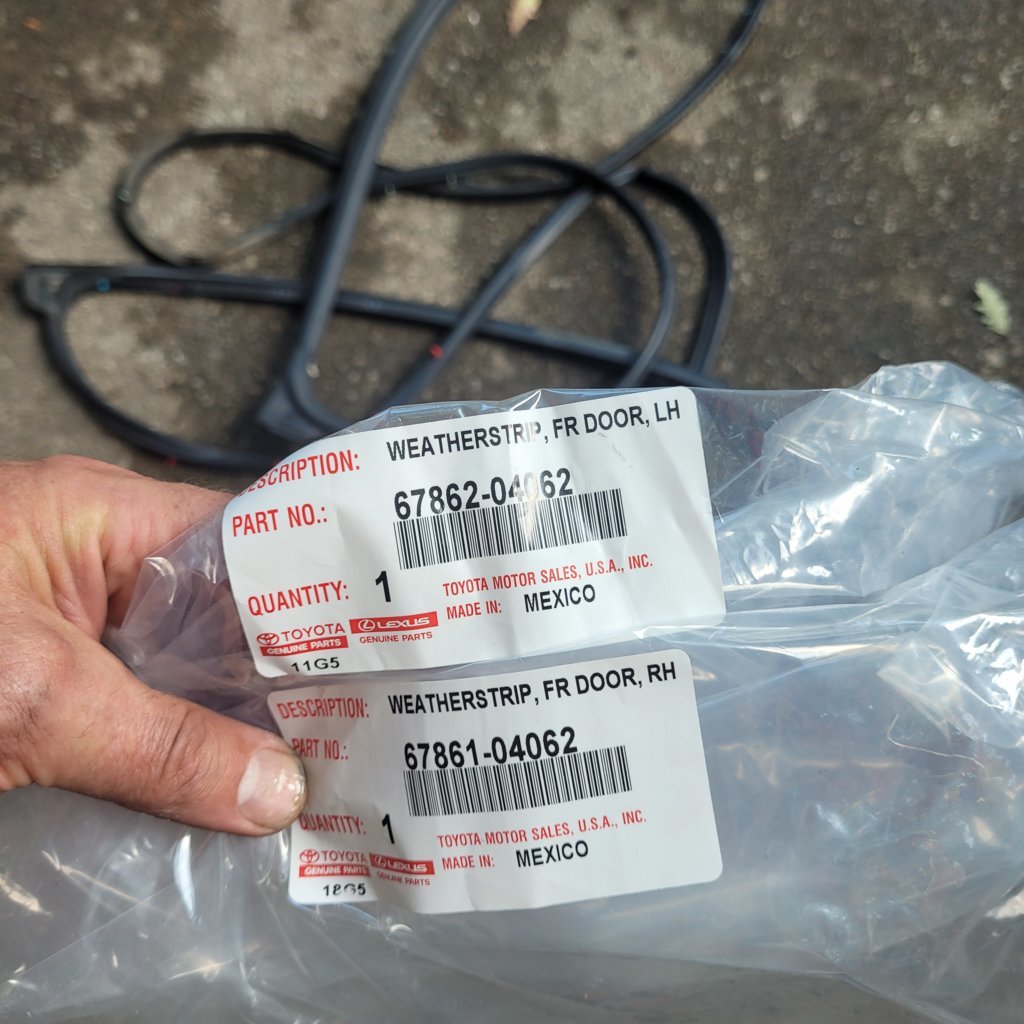 DESCRIPTION: WEATHERSTRIP, FR DOOR, LH
PART NO.: 67862-04062
QUANTITY: 1
TOYOTA MOTOR SALES, U.S.A., INC.
MADE IN: MEXICO
TOYOTA GENUINE PARTS
LEXUS GENUINE PARTS
11G5
DESCRIPTION: WEATHERSTRIP, FR DOOR, RH
PART NO.: 67861-04062
QUANTITY: 1
TOYOTA MOTOR SALES, U.S.A., INC.
MADE IN: MEXICO
TOYOTA GENUINE PARTS
LEXUS GENUINE PARTS
18G5